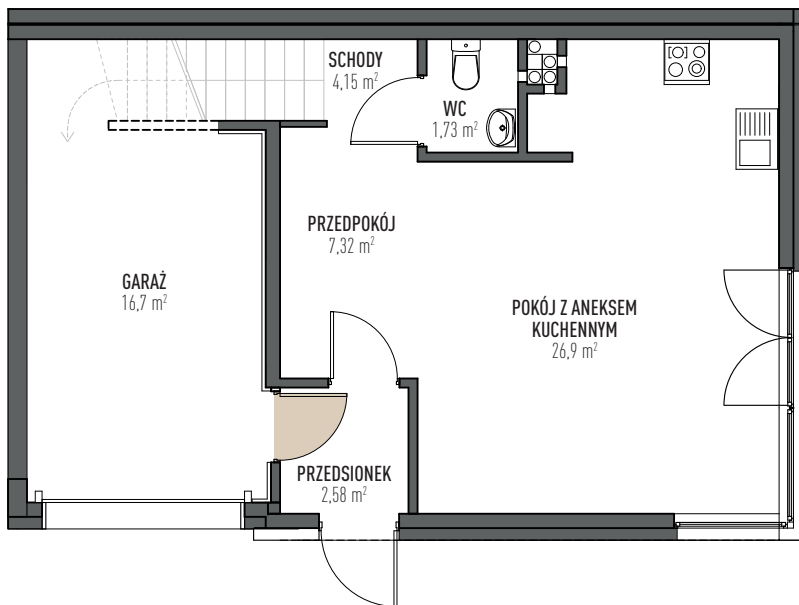 SCHODY
4,15 m²
WC
1,73 m²
PRZEDPOKÓJ
7,32 m²
GARAŻ
16,7 m²
POKÓJ Z ANEKSEM
KUCHENNYM
26,9 m²
PRZEDSIONEK
2,58 m²